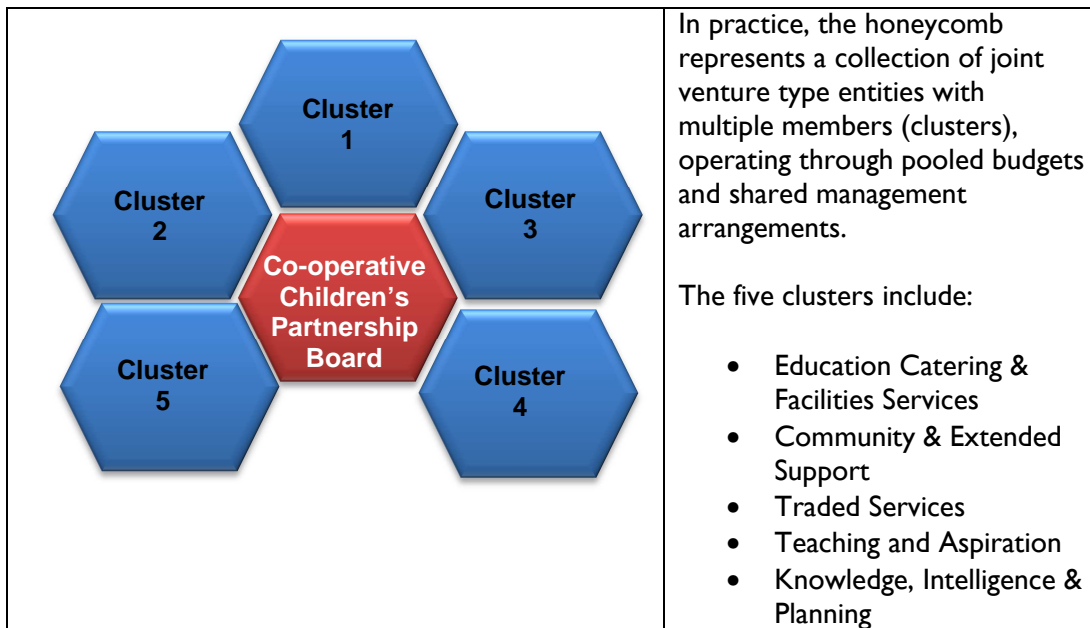 Cluster
1
Cluster
2
Cluster
3
Co-operative
Children's
Partnership
Board
Cluster
5
Cluster
4
In practice, the honeycomb
represents a collection of joint
venture type entities with
multiple members (clusters),
operating through pooled budgets
and shared management
arrangements.
The five clusters include:
• Education Catering &
Facilities Services
• Community & Extended
Support
• Traded Services
• Teaching and Aspiration
• Knowledge, Intelligence &
Planning